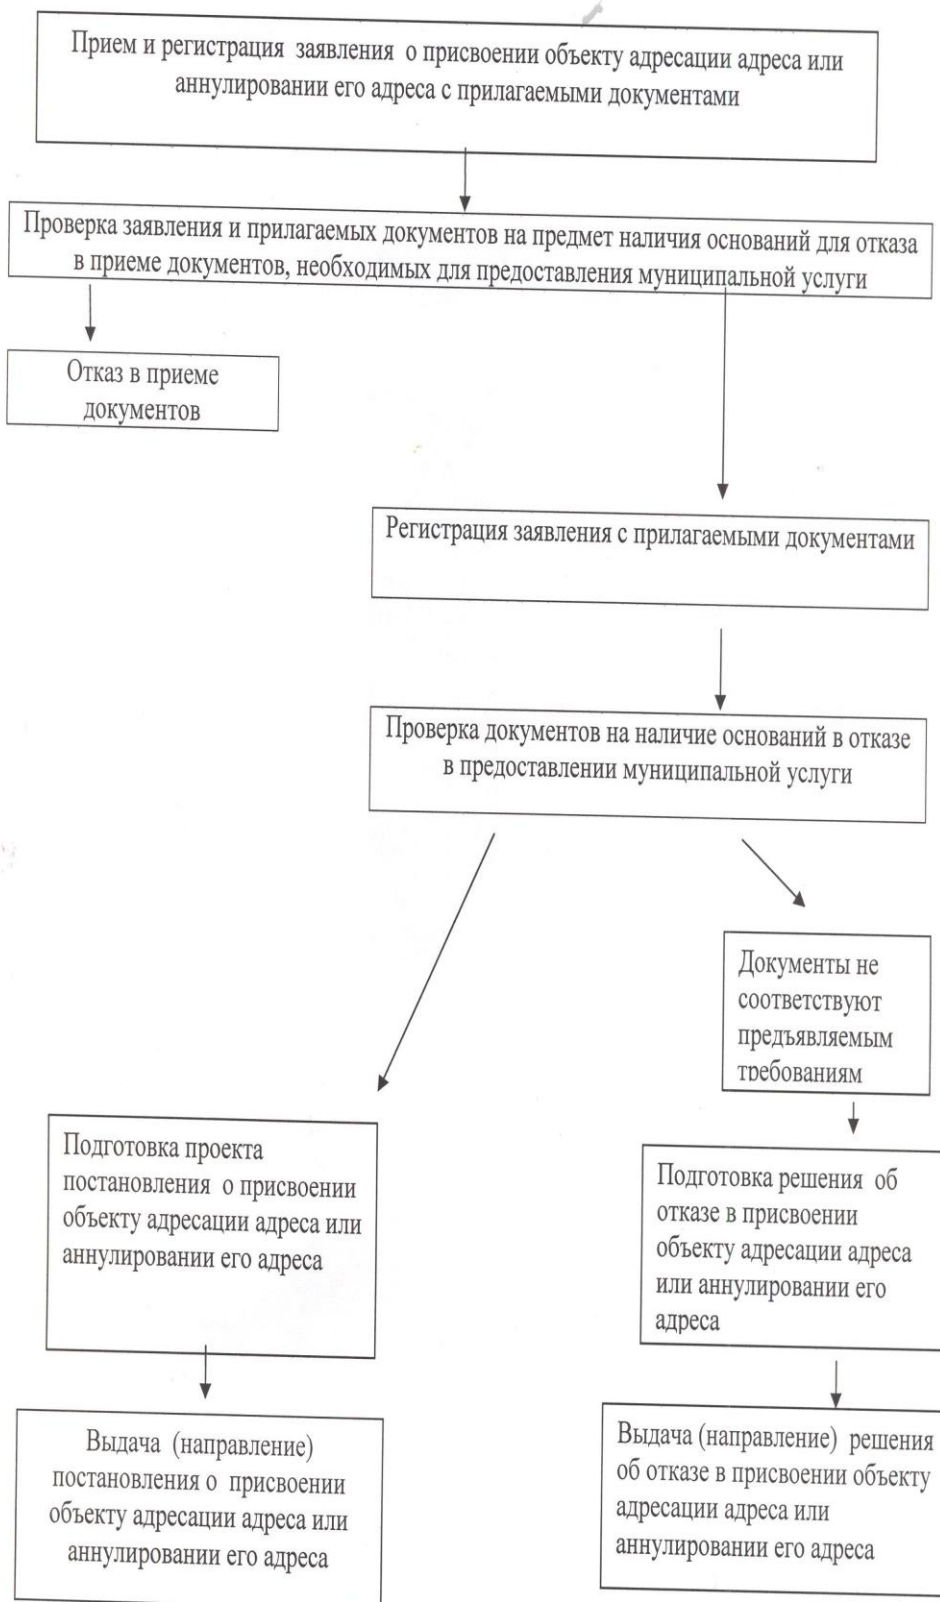 Прием и регистрация заявления о присвоении объекту адресации адреса или
аннулировании его адреса с прилагаемыми документами
Проверка заявления и прилагаемых документов на предмет наличия оснований для отказа
в приеме документов, необходимых для предоставления муниципальной услуги
Отказ в приеме
документов
Регистрация заявления с прилагаемыми документами
Проверка документов на наличие оснований в отказе
в предоставлении муниципальной услуги
Документы не
соответствуют
предъявляемым
требованиям
Подготовка проекта
постановления о присвоении
объекту адресации адреса или
аннулировании его адреса
Подготовка решения об
отказе в присвоении
объекту адресации адреса
или аннулировании его
адреса
Выдача (направление)
постановления о присвоении
объекту адресации адреса или
аннулировании его адреса
Выдача (направление) решения
об отказе в присвоении объекту
адресации адреса или
аннулировании его адреса